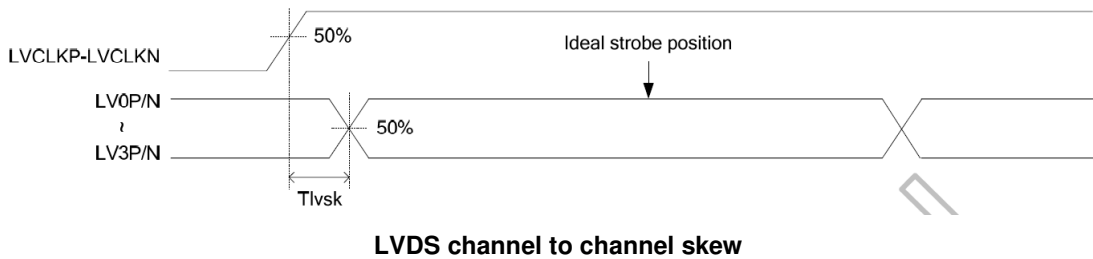 50%
Ideal strobe position
LVCLKP-LVCLKN
LV0P/N
~
LV3P/N
50%
Tlvsk
LVDS channel to channel skew